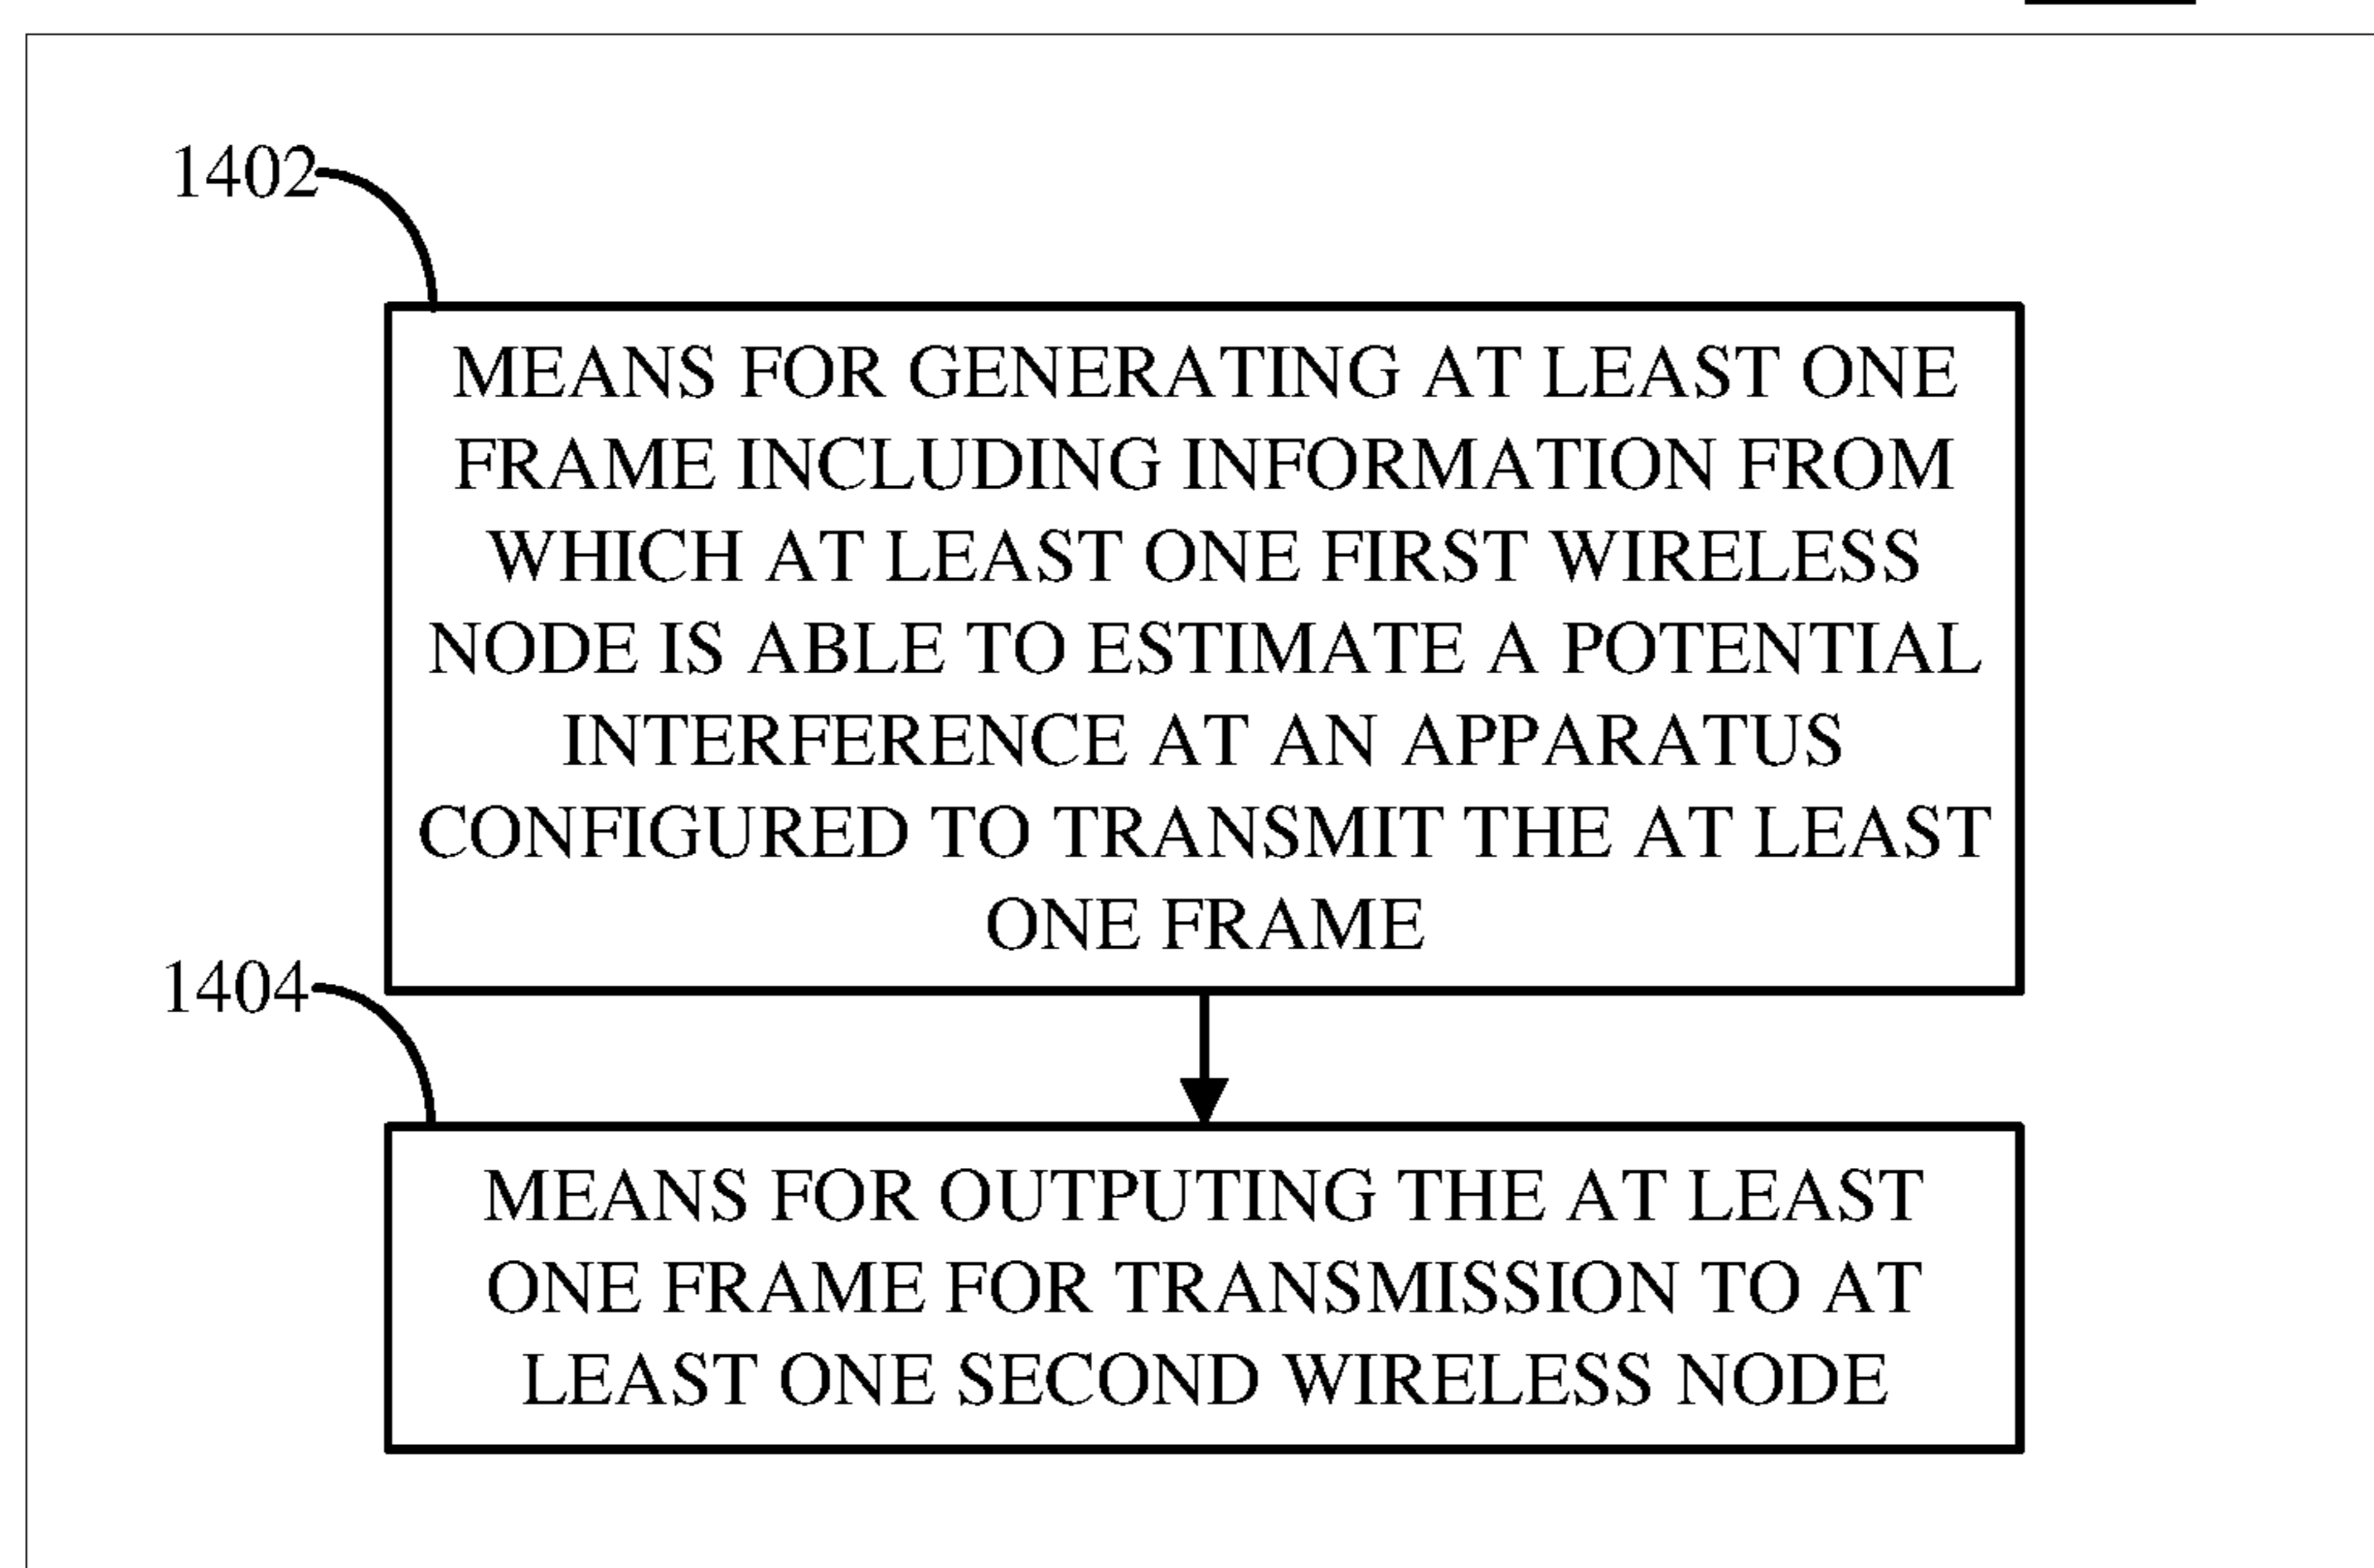 1402
MEANS FOR GENERATING AT LEAST ONE
FRAME INCLUDING INFORMATION FROM
WHICH AT LEAST ONE FIRST WIRELESS
NODE IS ABLE TO ESTIMATE A POTENTIAL
INTERFERENCE AT AN APPARATUS
CONFIGURED TO TRANSMIT THE AT LEAST
ONE FRAME
1404
MEANS FOR OUTPUTING THE AT LEAST
ONE FRAME FOR TRANSMISSION TO AT
LEAST ONE SECOND WIRELESS NODE